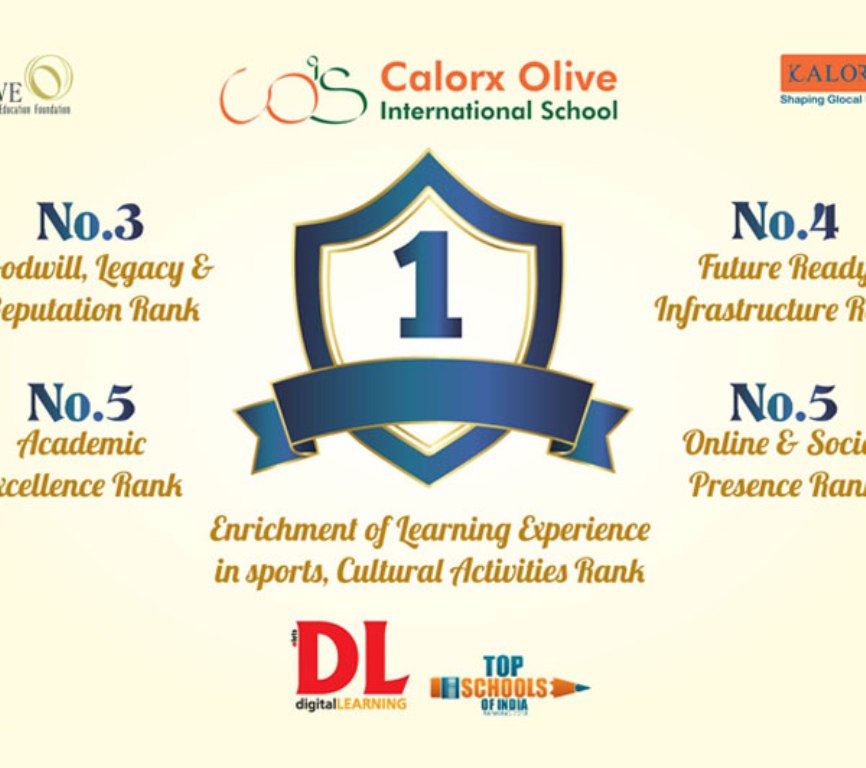 VE
Education Foundation
cois
Calorx Olive
International School
KALOR
Shaping Glocal
No.3
odwill, Legacy &
eputation Rank
No.4
Future Ready
Infrastructure R
1
No.5
Academic
xcellence Rank
No.5
Online & Socia
Presence Ran
Enrichment of Learning Experience
in sports, Cultural Activities Rank
DL
digitalLEARNING
TOP
SCHOOLS
OF INDIA